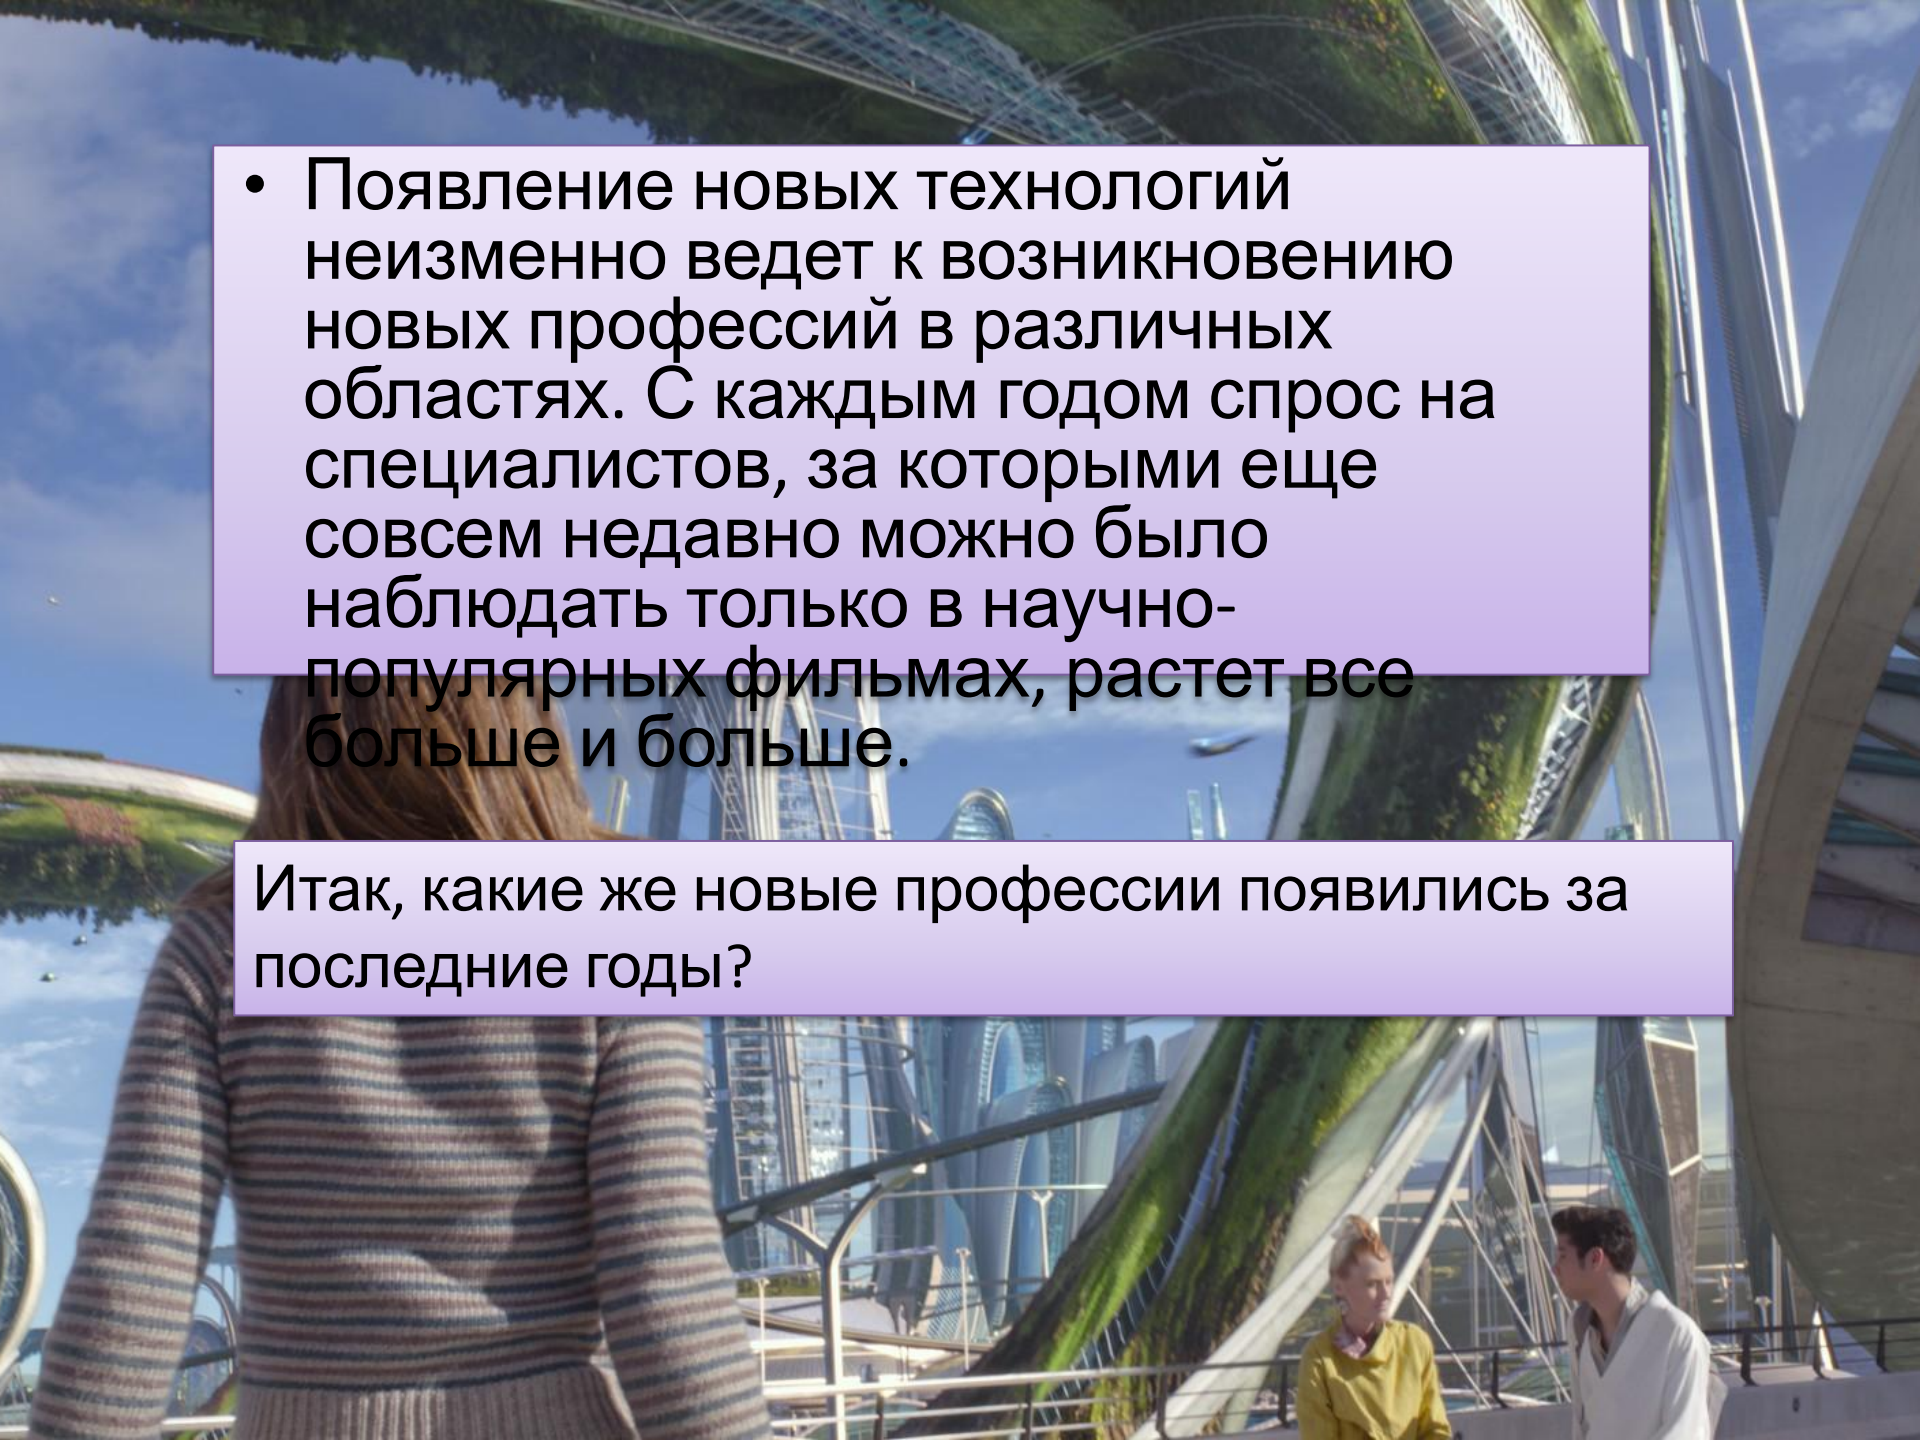 • Появление новых технологий
неизменно ведет к возникновению
новых профессий в различных
областях. С каждым годом спрос на
специалистов, за которыми еще
совсем недавно можно было
наблюдать только в научно-
популярных фильмах, растет все
больше и больше.
Итак, какие же новые профессии появились за
последние годы?